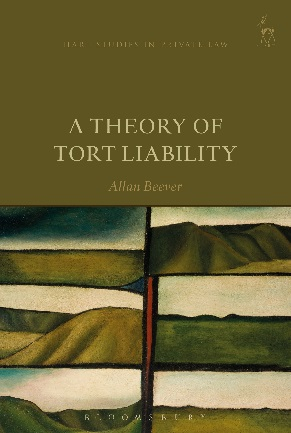 HART STUDIES IN PRIVATE LAW
A THEORY OF
TORT LIABILITY
Allan Beever
BLOOMSBURY